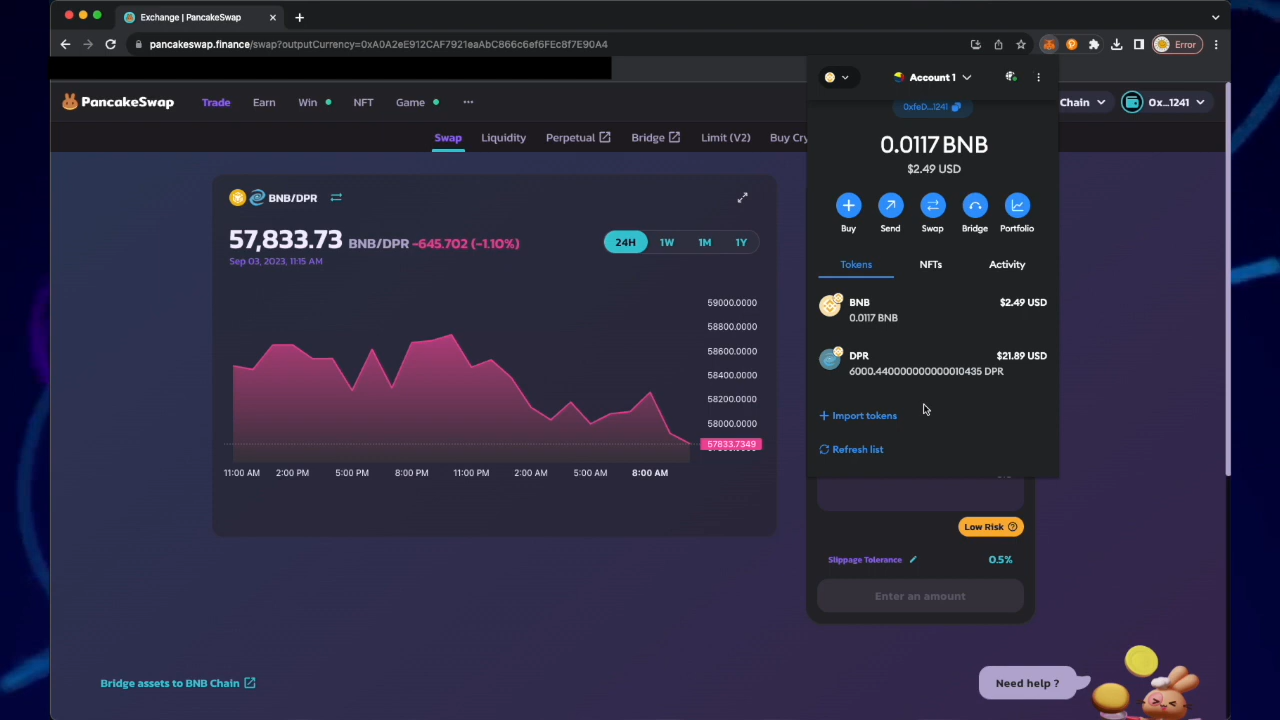 Exchange | PancakeSwap
pancakeswap.finance/swap?outputCurrency=0xA0A2eE912CAF7921eaAbC866c6ef6FEc8f7E90A4
Error
PancakeSwap
Trade
Earn
Win
NFT
Game
Chain
0x...1241
Swap
Liquidity
Perpetual
Bridge
Limit (V2)
Buy Cry
Account 1
0xfeD...1241
0.0117 BNB
$2.49 USD
Buy
Send
Swap
Bridge
Portfolio
Tokens
NFTs
Activity
BNB
$2.49 USD
0.0117 BNB
DPR
$21.89 USD
6000.440000000000010435 DPR
Import tokens
Refresh list
BNB/DPR
57,833.73 BNB/DPR -645.702 (-1.10%)
Sep 03, 2023, 11:15 AM
24H
1W
1M
1Y
59000.0000
58800.0000
58600.0000
58400.0000
58200.0000
58000.0000
57833.7349
11:00 AM
2:00 PM
5:00 PM
8:00 PM
11:00 PM
2:00 AM
5:00 AM
8:00 AM
Low Risk
Slippage Tolerance
0.5%
Enter an amount
Bridge assets to BNB Chain
Need help ?